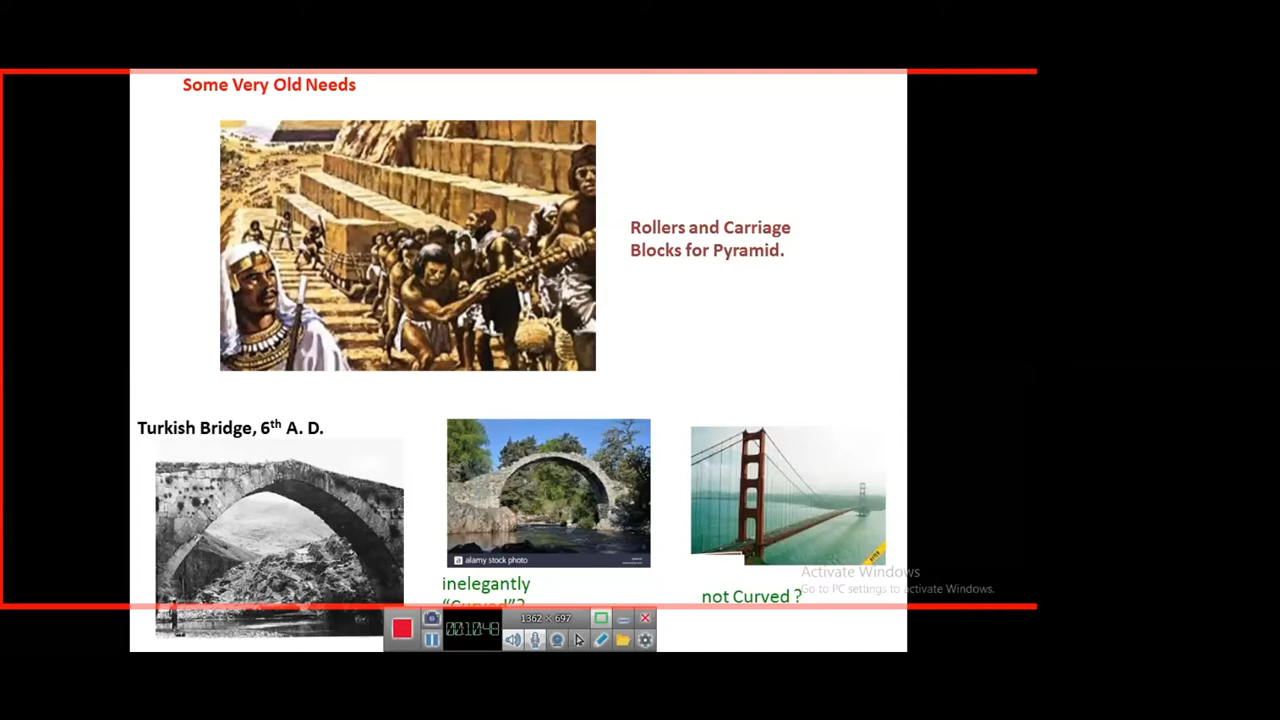 Some Very Old Needs
Rollers and Carriage
Blocks for Pyramid.
Turkish Bridge, 6th A. D.
a alamy stock photo
inelegantly
"Curved"?
not Curved ?
Activate Windows
Go to PC settings to activate Windows.
1362 × 697
00:10:48